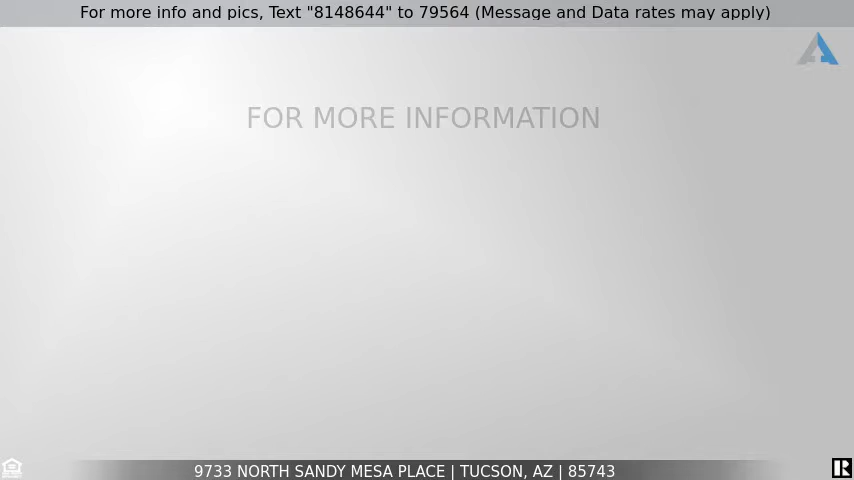 For more info and pics, Text "8148644" to 79564 (Message and Data rates may apply)
FOR MORE INFORMATION
9733 NORTH SANDY MESA PLACE | TUCSON, AZ | 85743